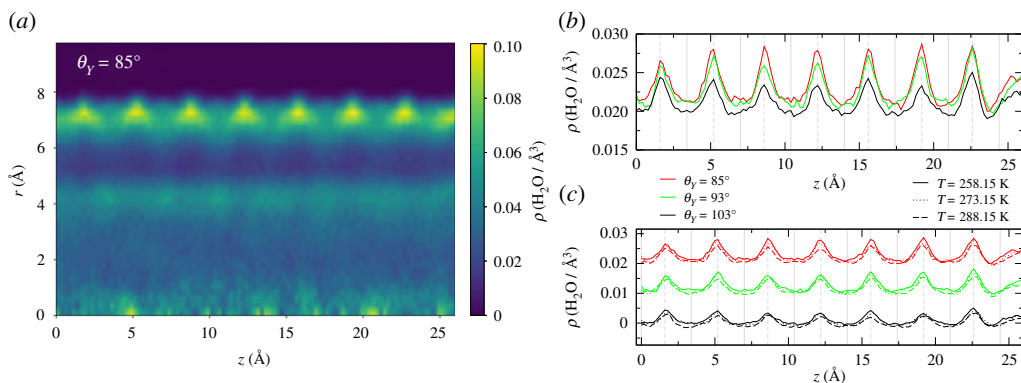 (a)
θY = 85°
8
6
4
2
0
r (Å)
0 5 10 15 20 25
z (Å)
0.10
0.08
0.06
0.04
0.02
0
ρ (H2O / Å3)
(b)
0.030
0.025
0.020
0.015
ρ (H2O / Å3)
0 5 10 15 20 25
z (Å)
(c)
θY = 85°
θY = 93°
θY = 103°
T = 258.15 K
T = 273.15 K
T = 288.15 K
0.03
0.02
0.01
0
ρ (H2O / Å3)
0 5 10 15 20 25
z (Å)